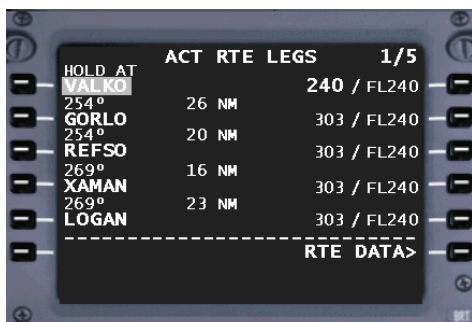 ACT RTE LEGS 1/5
HOLD AT
VALKO 240 / FL240
254° 26 NM
GORLO 303 / FL240
254° 20 NM
REFSO 303 / FL240
269° 16 NM
XAMAN 303 / FL240
269° 23 NM
LOGAN 303 / FL240
------------------------------------
RTE DATA>
BRT